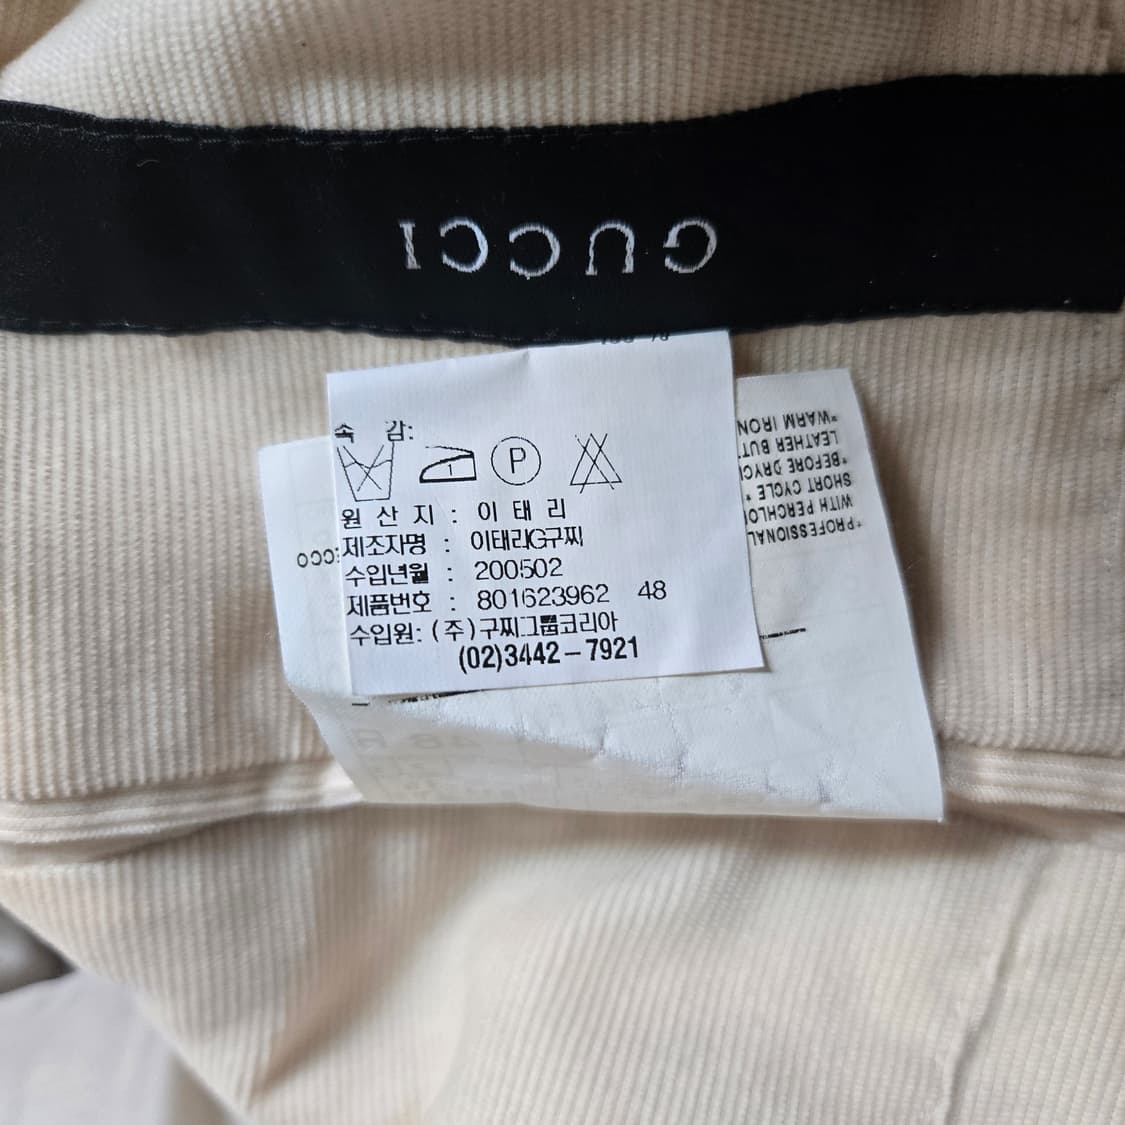 GUCCI
속 감:
P
원 산 지 : 이 태 리
제조자명 : 이태리G구찌
수입년월 : 200502
제품번호 : 801623962 48
수입원: (주)구찌그룹코리아
(02)3442-7921
*PROFESSIONAL
WITH PERCHLO
SHORT CYCLE *
*BEFORE DRYC
LEATHER BUT
*WARM IRON
48 R